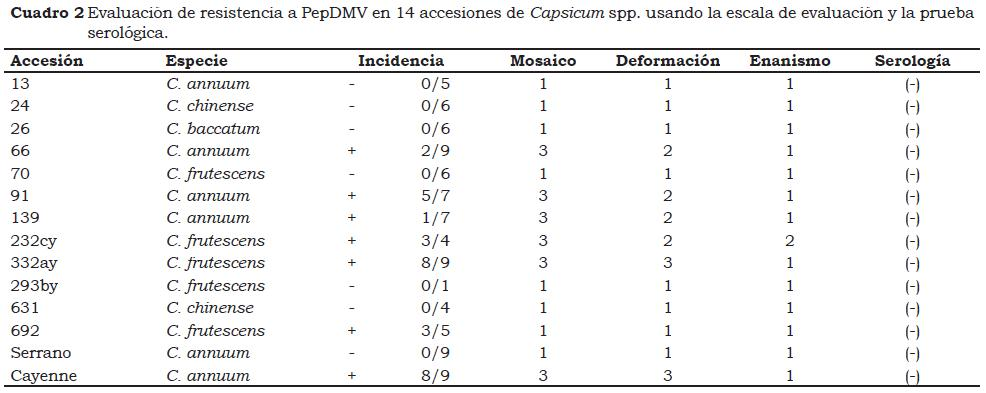 Cuadro 2 Evaluación de resistencia a PepDMV en 14 accesiones de Capsicum spp. usando la escala de evaluación y la prueba
serológica.
Accesión Especie Incidencia Mosaico Deformación Enanismo Serología
13 C. annuum - 0/5 1 1 1 (-)
24 C. chinense - 0/6 1 1 1 (-)
26 C. baccatum - 0/6 1 1 1 (-)
66 C. annuum + 2/9 3 2 1 (-)
70 C. frutescens - 0/6 1 1 1 (-)
91 C. annuum + 5/7 3 2 1 (-)
139 C. annuum + 1/7 3 2 1 (-)
232cy C. frutescens + 3/4 3 2 2 (-)
332ay C. frutescens + 8/9 3 3 1 (-)
293by C. frutescens - 0/1 1 1 1 (-)
631 C. chinense - 0/4 1 1 1 (-)
692 C. frutescens + 3/5 1 1 1 (-)
Serrano C. annuum - 0/9 1 1 1 (-)
Cayenne C. annuum + 8/9 3 3 1 (-)